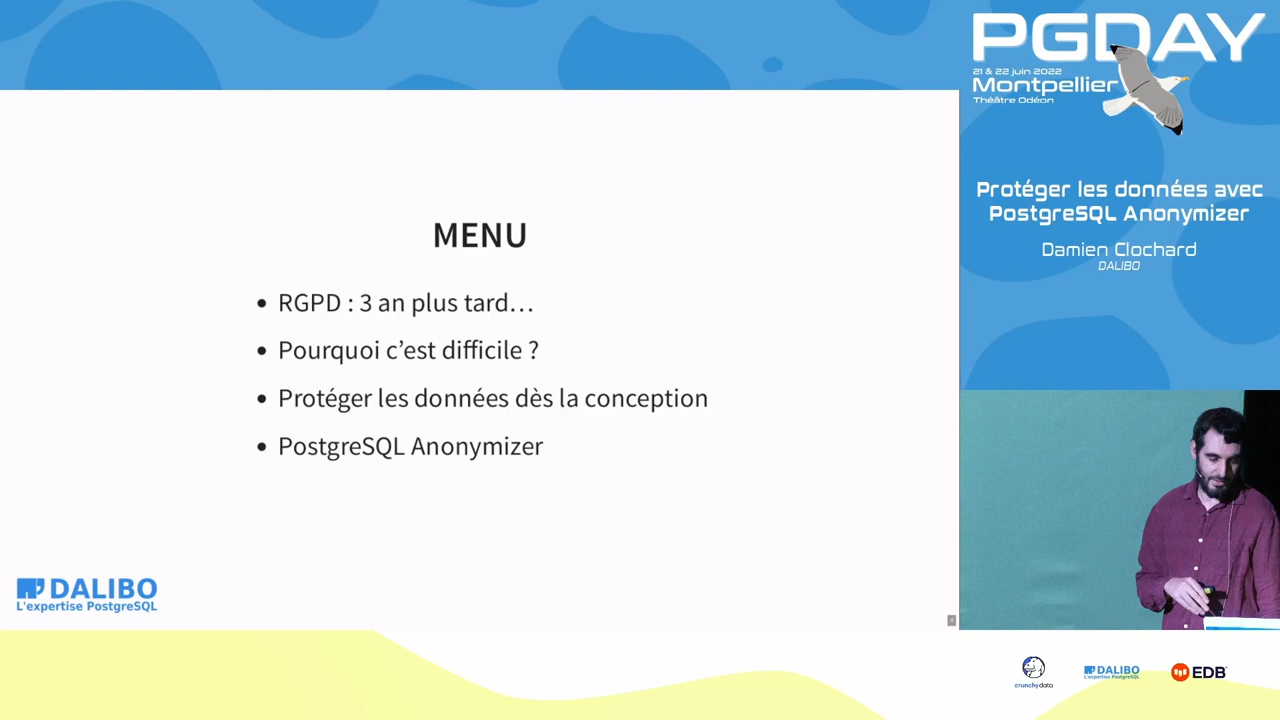 PGDAY
21 & 22 juin 2022
Montpellier
Théâtre Odéon
Protéger les données avec
PostgreSQL Anonymizer
Damien Clochard
DALIBO
MENU
• RGPD : 3 an plus tard…
• Pourquoi c’est difficile ?
• Protéger les données dès la conception
• PostgreSQL Anonymizer
DALIBO
L'expertise PostgreSQL
crunchydata
DALIBO
L'expertise PostgreSQL
EDB